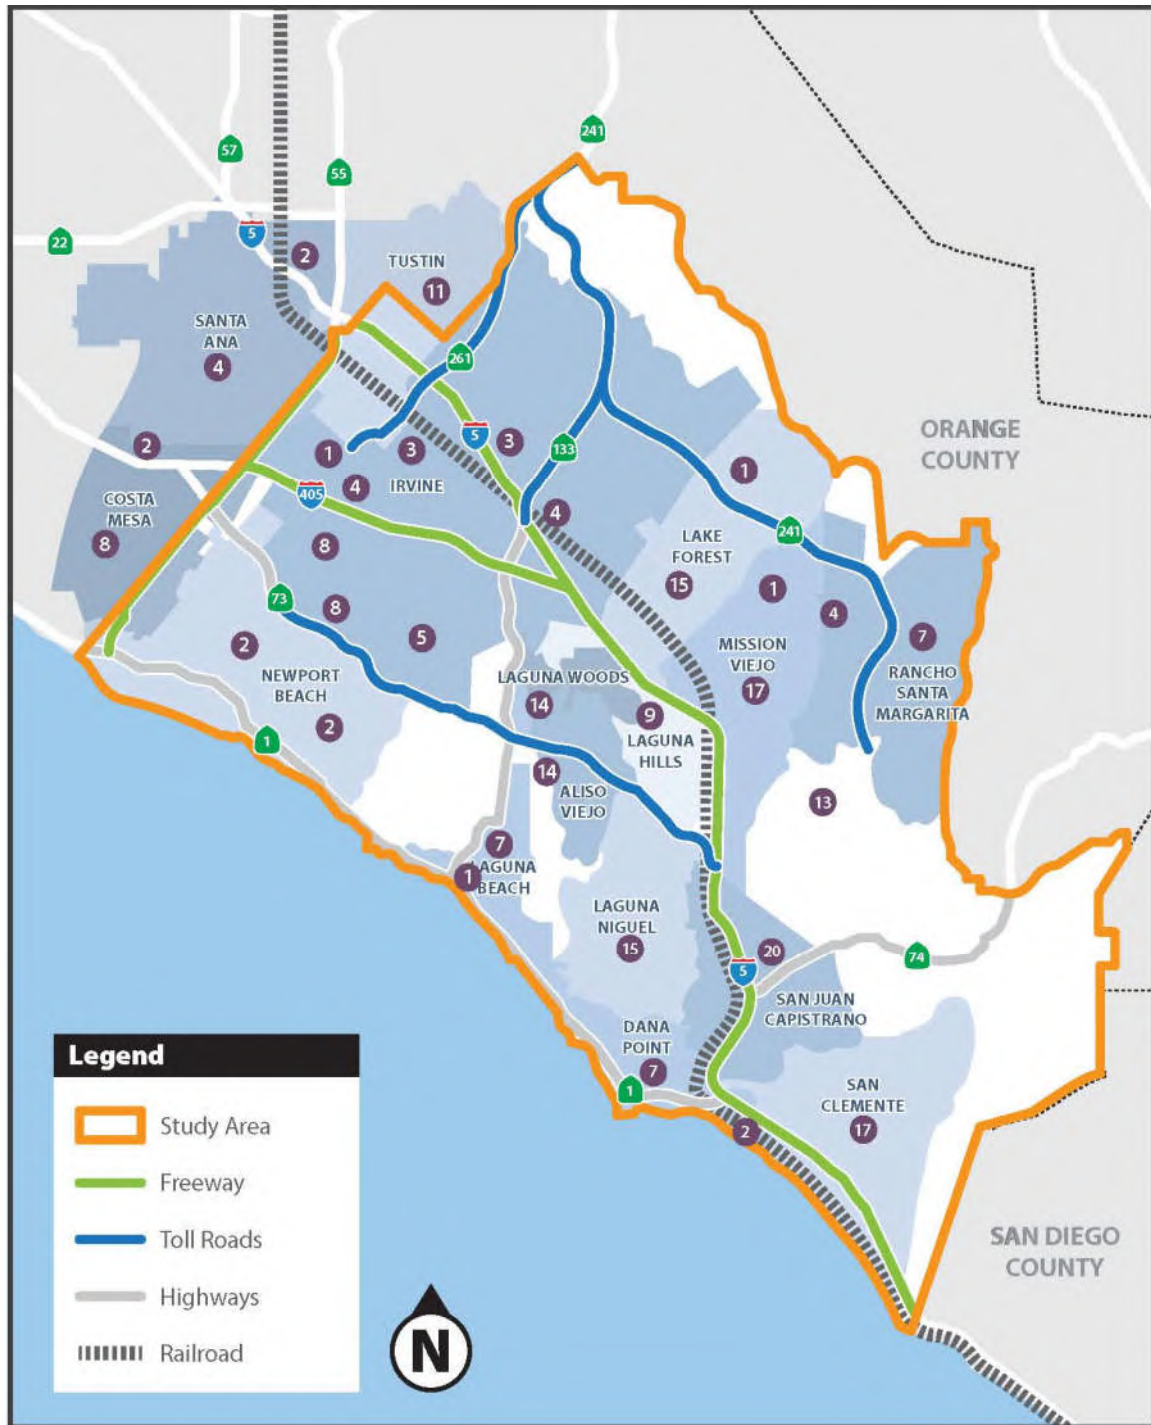 241
57
55
5
22
2
TUSTIN
11
SANTA
ANA
4
261
ORANGE
COUNTY
5
3
2
1
3
133
1
4
IRVINE
405
COSTA
MESA
8
4
241
LAKE
FOREST
8
15
1
73
8
4
2
5
7
MISSION
VIEJO
17
NEWPORT
BEACH
2
LAGUNA WOODS
14
9
RANCHO
SANTA
MARGARITA
1
LAGUNA
HILLS
14
ALISO
VIEJO
13
7
LAGUNA
BEACH
1
LAGUNA
NIGUEL
15
20
74
5
SAN JUAN
CAPISTRANO
DANA
POINT
7
1
SAN
CLEMENTE
17
2
Legend
Study Area
Freeway
Toll Roads
Highways
Railroad
N
SAN DIEGO
COUNTY